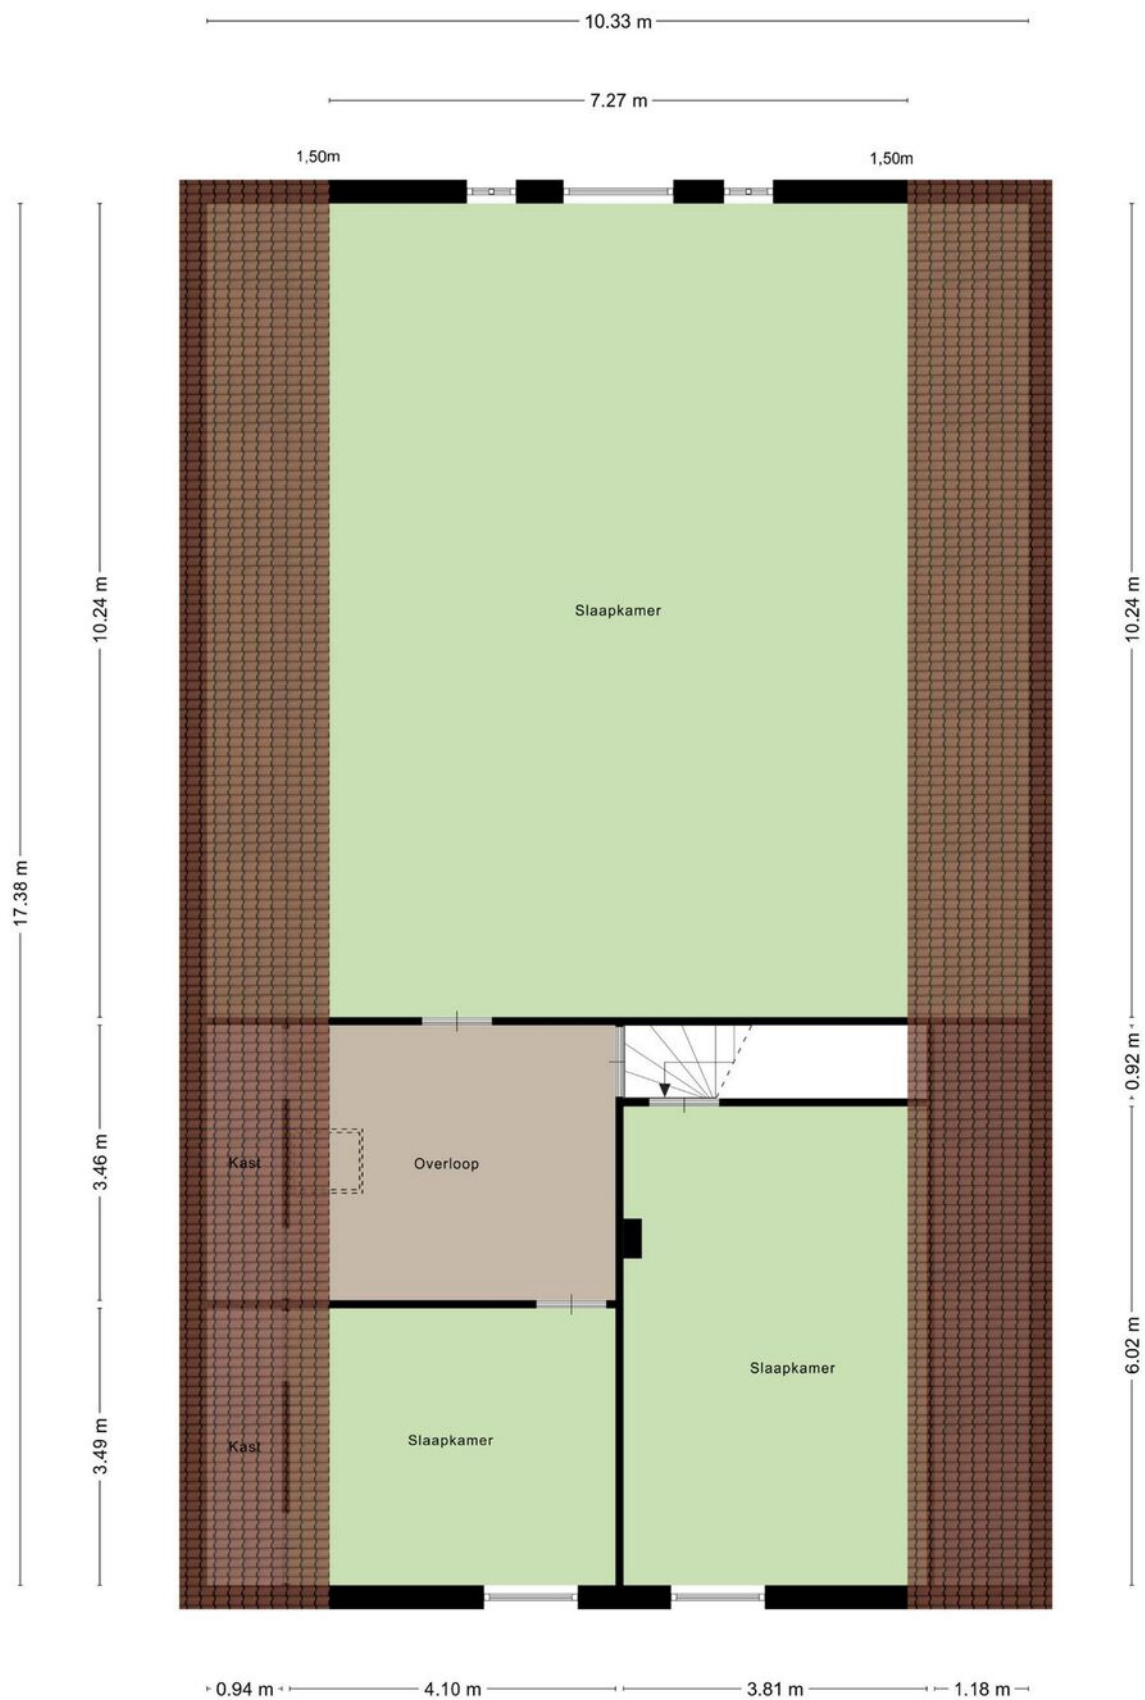 10.33 m
7.27 m
1,50m
1,50m
10.24 m
10.24 m
Slaapkamer
17.38 m
0.92 m
3.46 m
Kast
Overloop
6.02 m
Slaapkamer
3.49 m
Kast
Slaapkamer
0.94 m
4.10 m
3.81 m
1.18 m